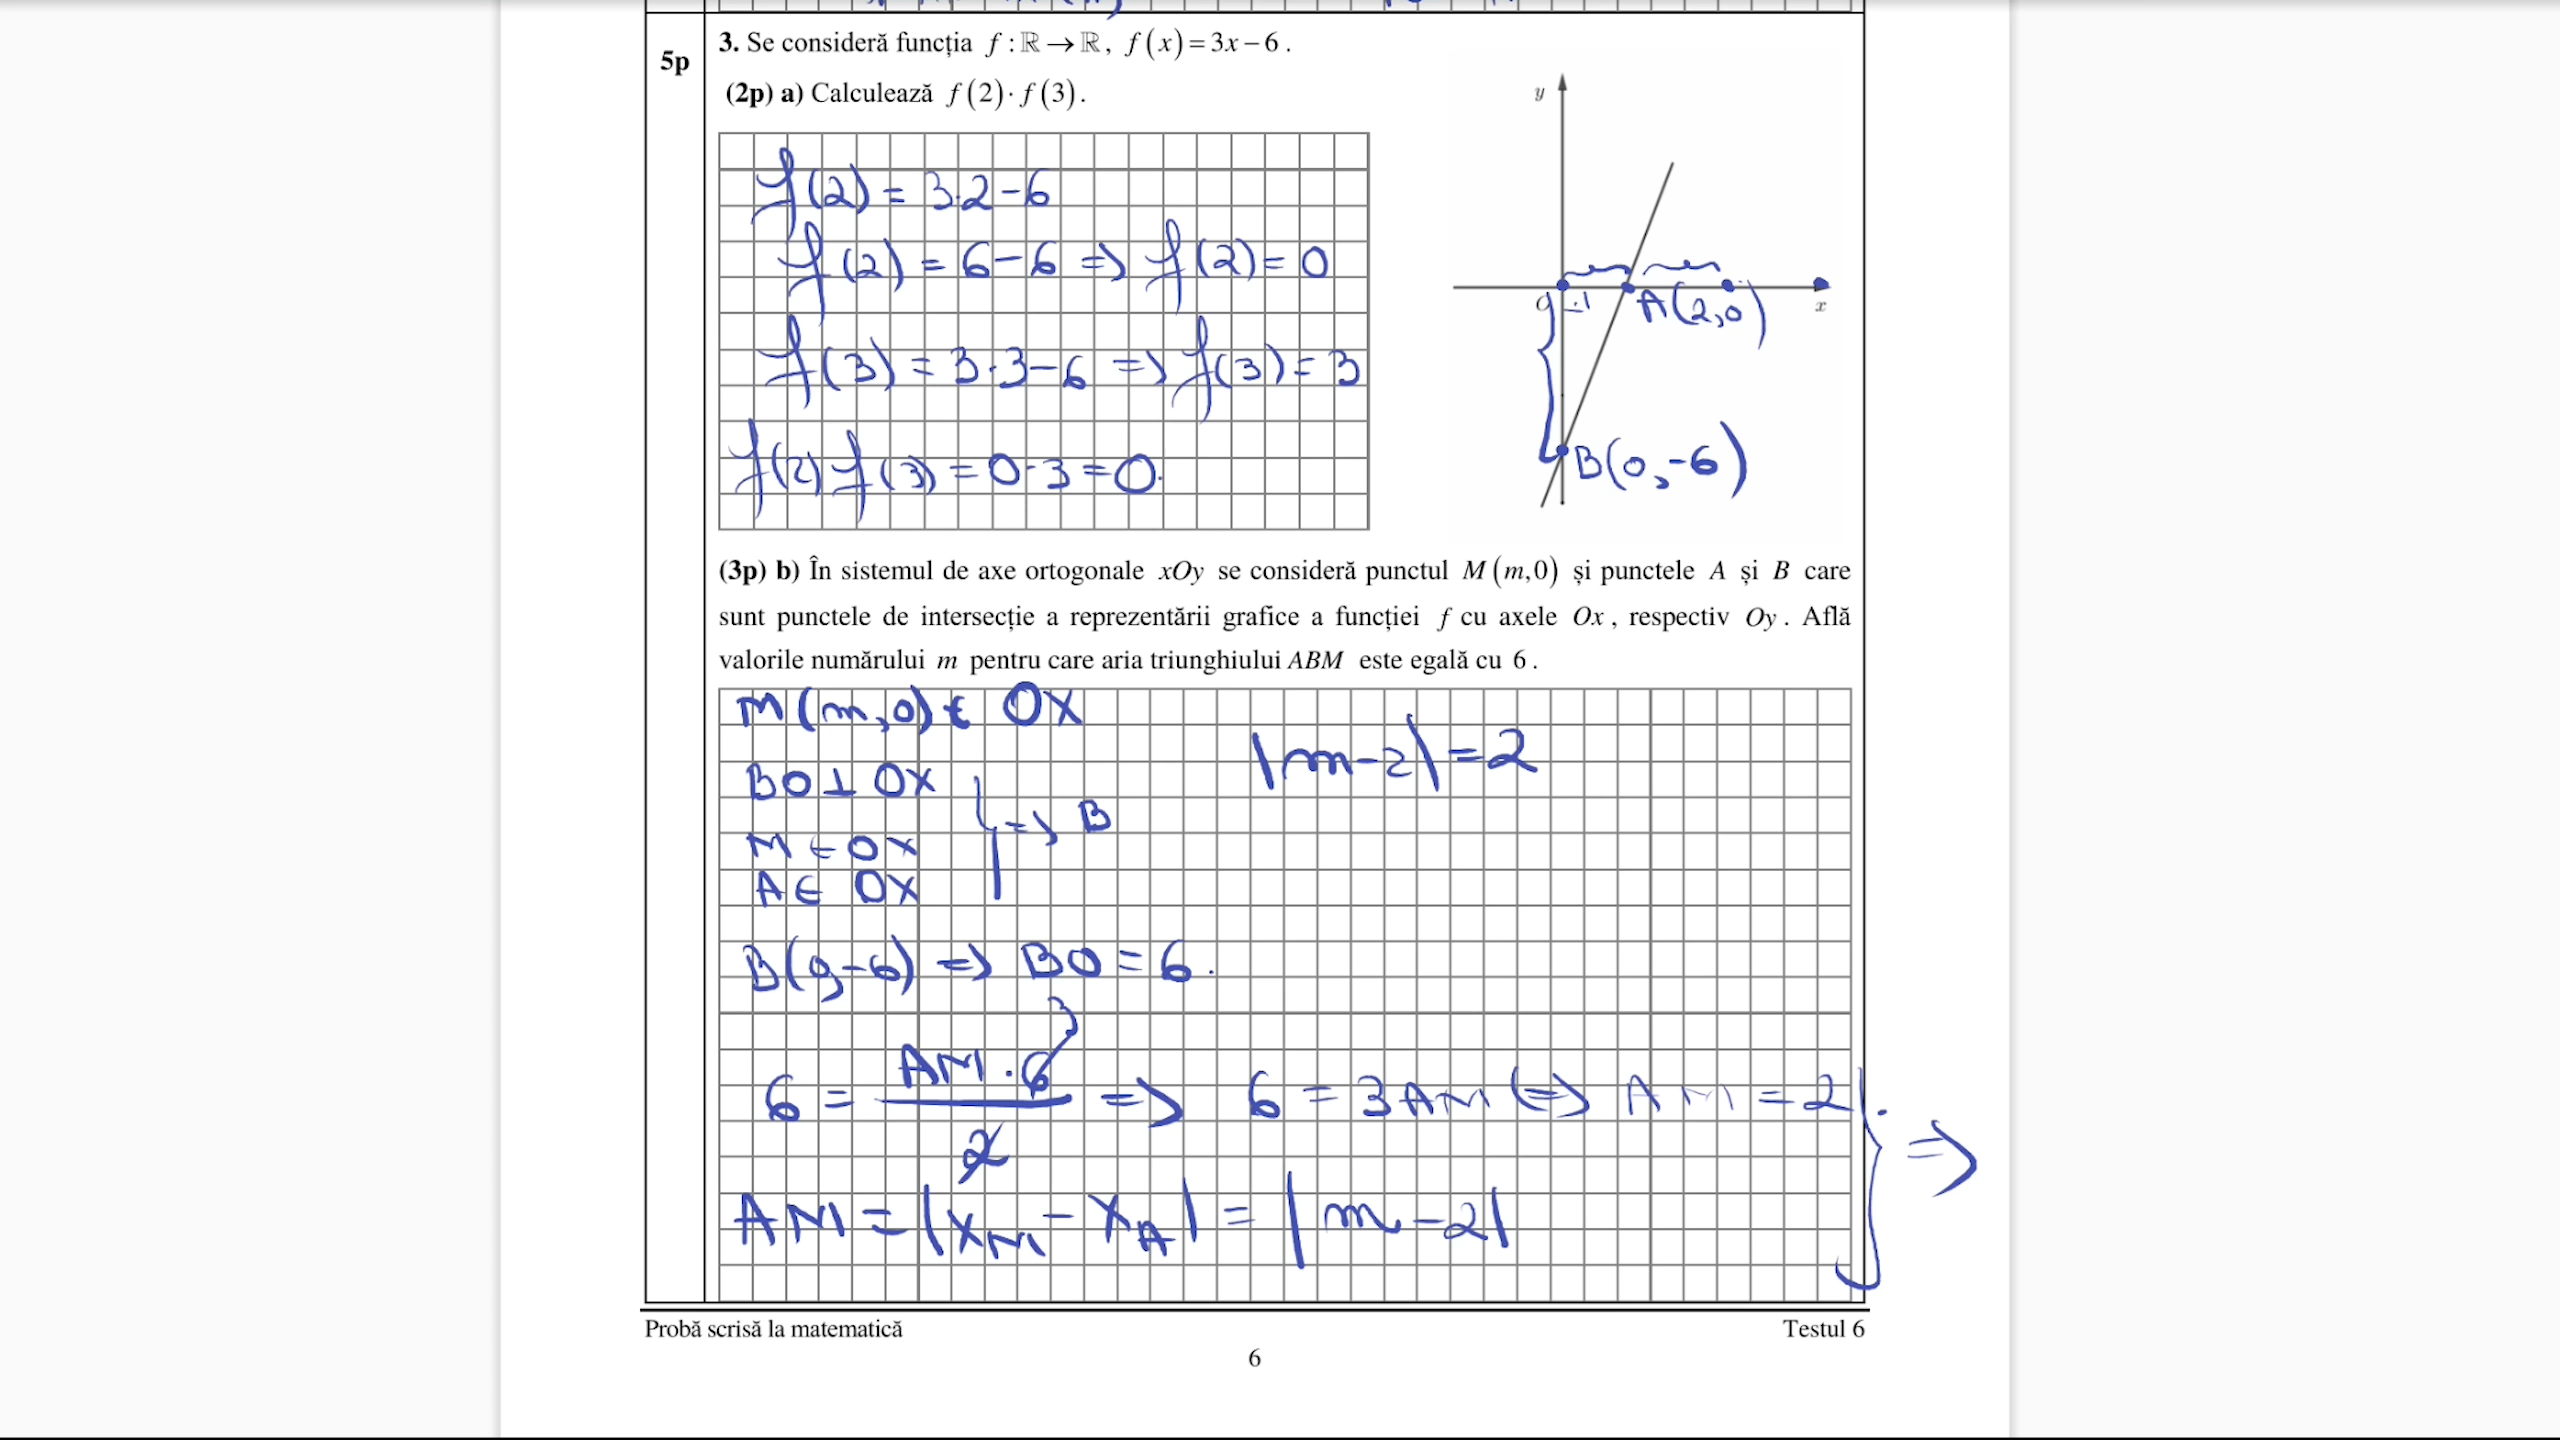 5p
3. Se consideră funcția f : ℝ → ℝ, f(x) = 3x − 6 .
(2p) a) Calculează f(2) · f(3) .
f(2) = 3·2 − 6
f(2) = 6 − 6 => f(2) = 0
f(3) = 3·3 − 6 => f(3) = 3
f(2) f(3) = 0·3 = 0.
y
x
-1
A(2,0)
B(0,-6)
(3p) b) În sistemul de axe ortogonale xOy se consideră punctul M(m,0) și punctele A și B care
sunt punctele de intersecție a reprezentării grafice a funcției f cu axele Ox , respectiv Oy . Află
valorile numărului m pentru care aria triunghiului ABM este egală cu 6 .
M(m,0) ∈ OX
|m-2| = 2
BO ⊥ OX
M ∈ OX
A ∈ OX
} => B
B(0,-6) => BO = 6.
6 = AM · 6 / 2 => 6 = 3AM <=> AM = 2 . } =>
3
AM = |xM − xA| = |m − 2|
Probă scrisă la matematică
Testul 6
6